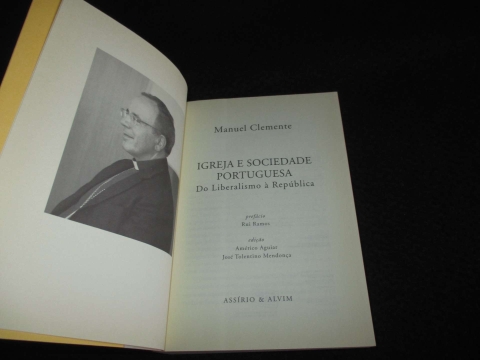 Manuel Clemente
IGREJA E SOCIEDADE
PORTUGUESA
Do Liberalismo à República
prefácio
Rui Ramos
edição
Américo Aguiar
José Tolentino Mendonça
ASSÍRIO & ALVIM